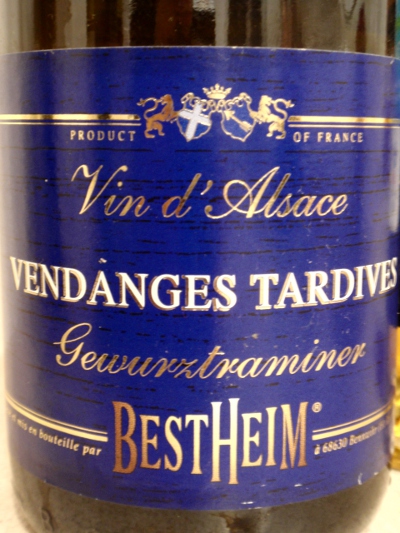 PRODUCT OF FRANCE
Vin d'Alsace
VENDANGES TARDIVES
Gewurztraminer
mis en bouteille par BESTHEIM® à 68630